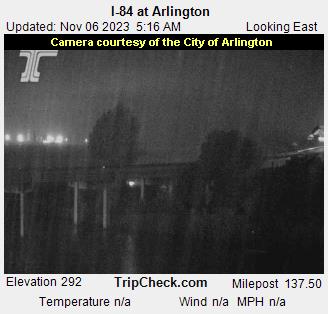 I-84 at Arlington
Updated: Nov 06 2023 5:16 AM Looking East
Camera courtesy of the City of Arlington
Elevation 292 TripCheck.com Milepost 137.50
Temperature n/a Wind n/a MPH n/a